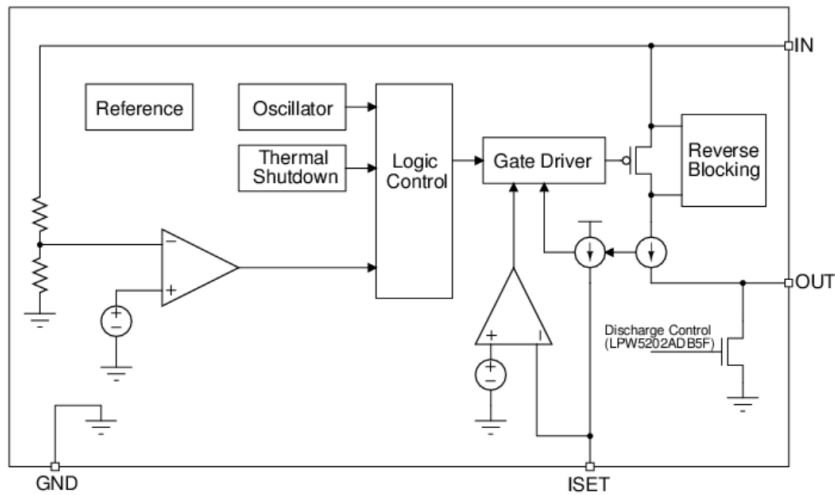 IN
Reference
Oscillator
Thermal
Shutdown
Logic
Control
Gate Driver
Reverse
Blocking
−
+
+
−
OUT
Discharge Control
(LPW5202ADB5F)
+
−
+
−
GND
ISET